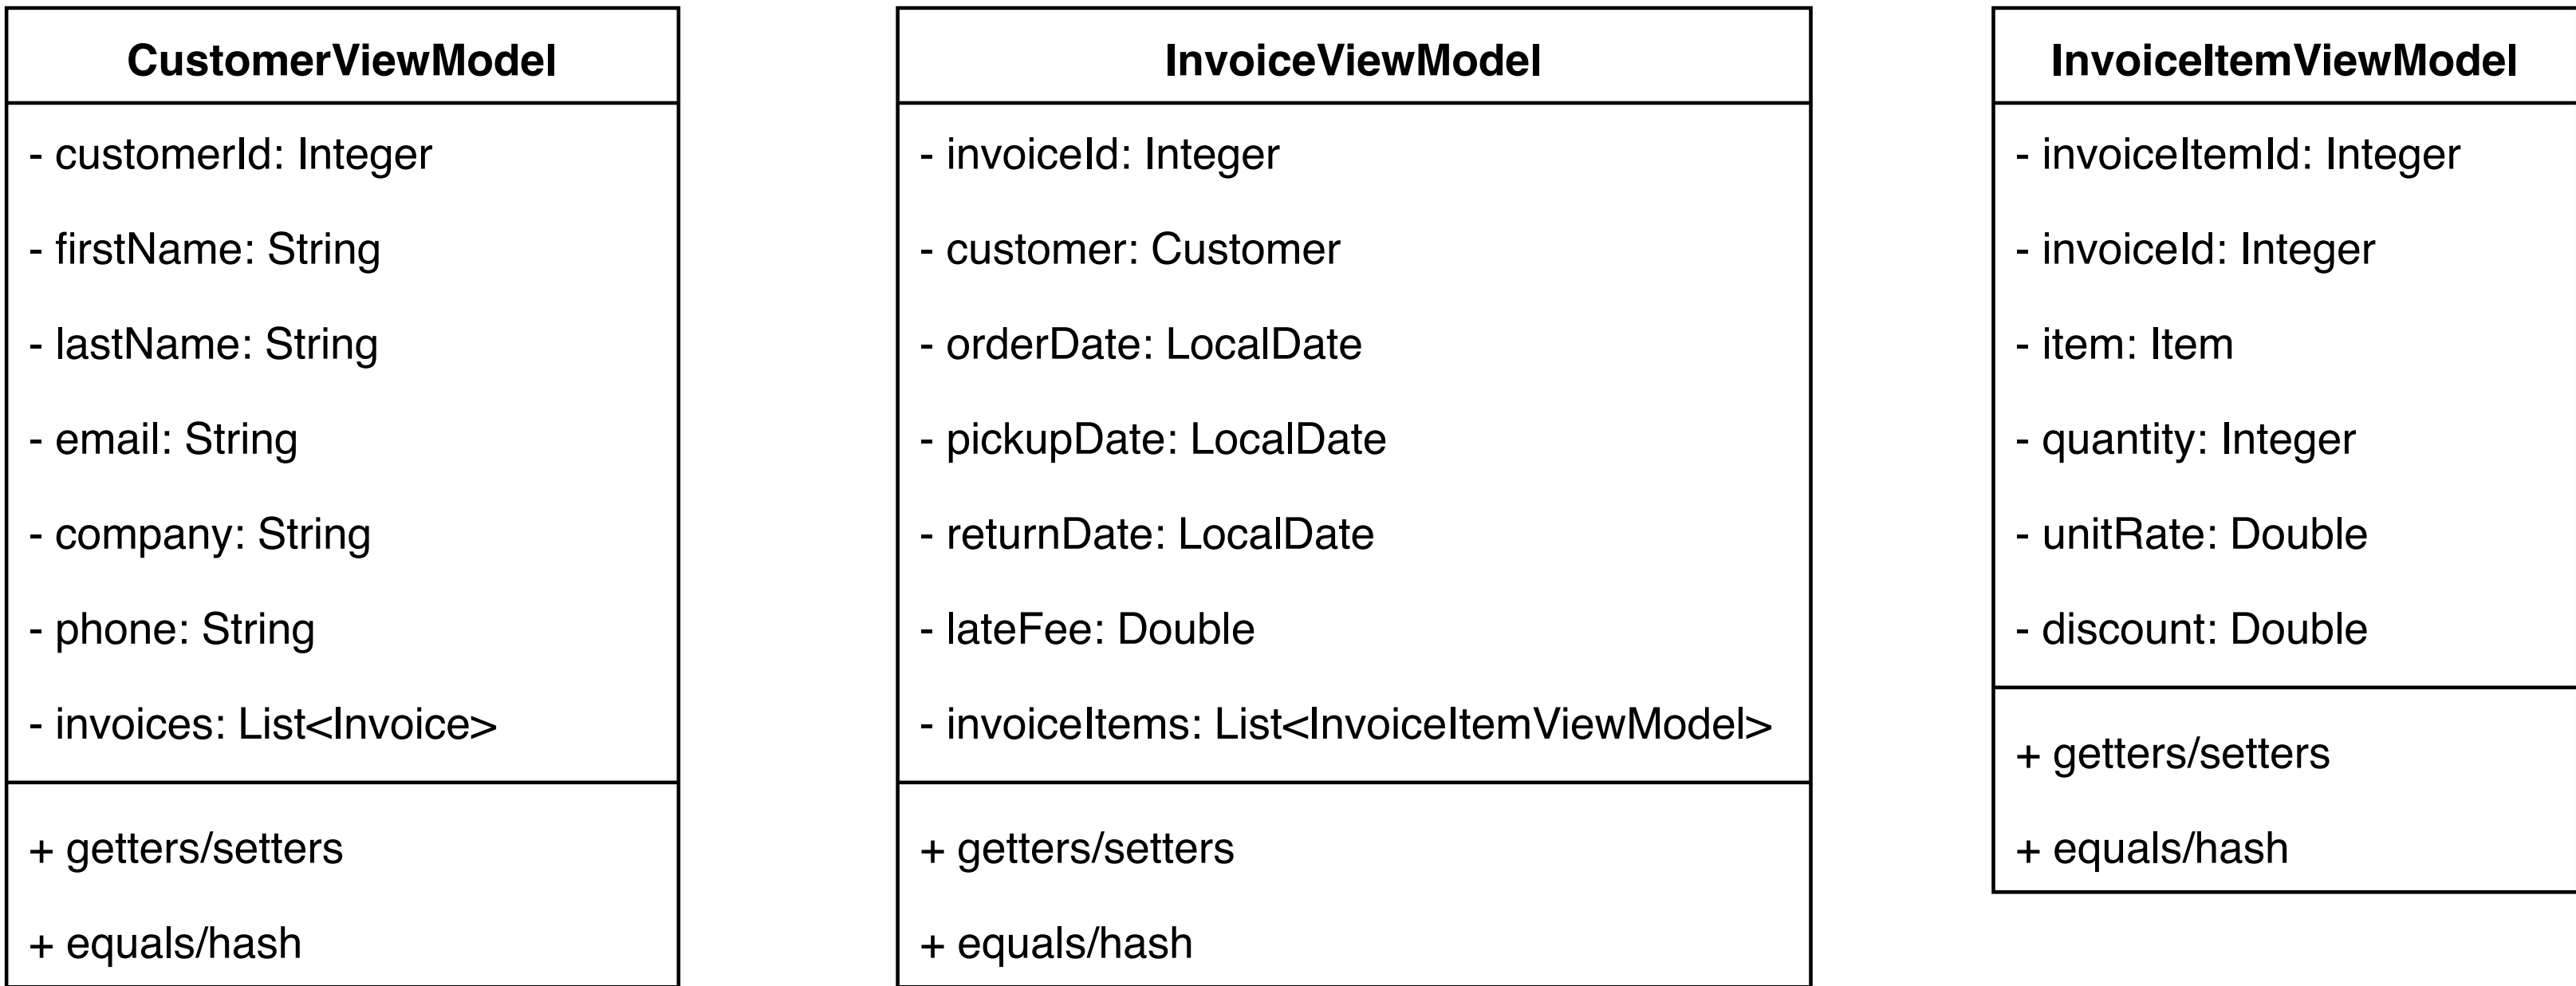 CustomerViewModel
- customerId: Integer
- firstName: String
- lastName: String
- email: String
- company: String
- phone: String
- invoices: List<Invoice>
+ getters/setters
+ equals/hash
InvoiceViewModel
- invoiceId: Integer
- customer: Customer
- orderDate: LocalDate
- pickupDate: LocalDate
- returnDate: LocalDate
- lateFee: Double
- invoiceItems: List<InvoiceItemViewModel>
+ getters/setters
+ equals/hash
InvoiceItemViewModel
- invoiceItemId: Integer
- invoiceId: Integer
- item: Item
- quantity: Integer
- unitRate: Double
- discount: Double
+ getters/setters
+ equals/hash